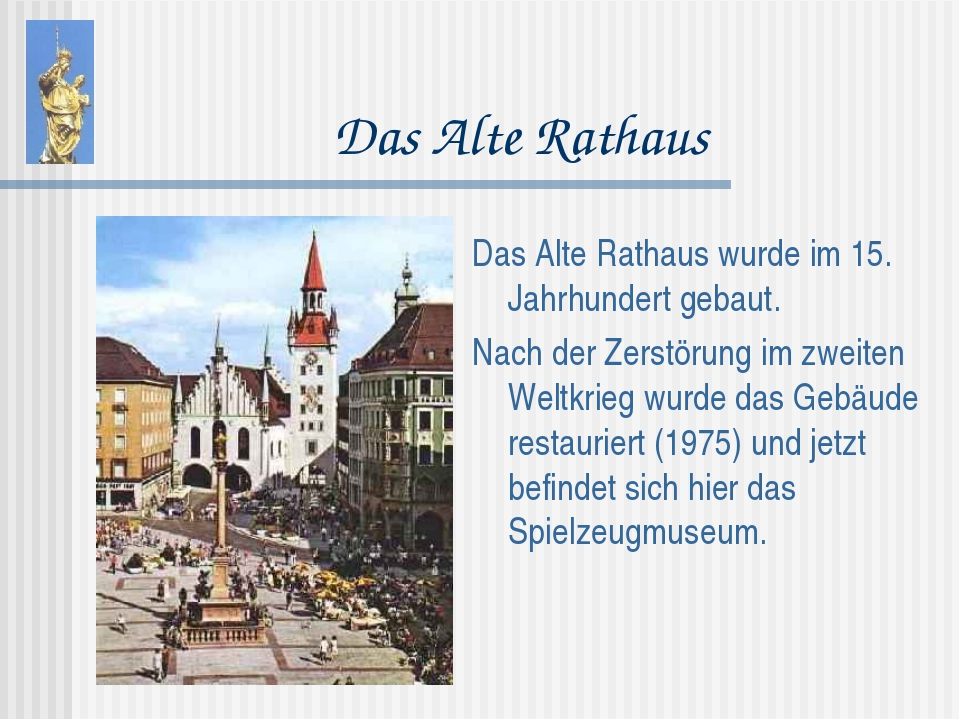 Das Alte Rathaus
Das Alte Rathaus wurde im 15.
Jahrhundert gebaut.
Nach der Zerstörung im zweiten
Weltkrieg wurde das Gebäude
restauriert (1975) und jetzt
befindet sich hier das
Spielzeugmuseum.